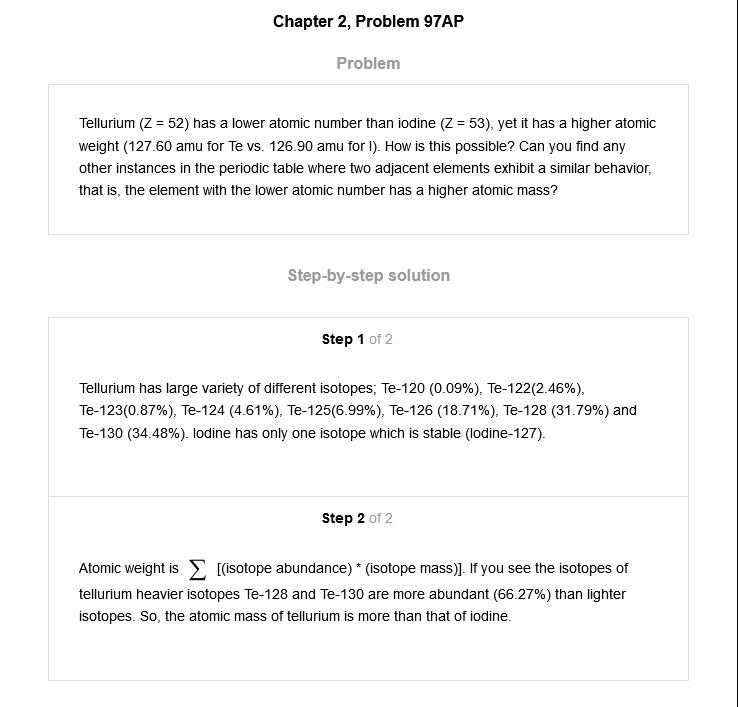 Chapter 2, Problem 97AP
Problem
Tellurium (Z = 52) has a lower atomic number than iodine (Z = 53), yet it has a higher atomic
weight (127.60 amu for Te vs. 126.90 amu for I). How is this possible? Can you find any
other instances in the periodic table where two adjacent elements exhibit a similar behavior,
that is, the element with the lower atomic number has a higher atomic mass?
Step-by-step solution
Step 1 of 2
Tellurium has large variety of different isotopes; Te-120 (0.09%), Te-122(2.46%),
Te-123(0.87%), Te-124 (4.61%), Te-125(6.99%), Te-126 (18.71%), Te-128 (31.79%) and
Te-130 (34.48%). Iodine has only one isotope which is stable (Iodine-127).
Step 2 of 2
Atomic weight is ∑ [(isotope abundance) * (isotope mass)]. If you see the isotopes of
tellurium heavier isotopes Te-128 and Te-130 are more abundant (66.27%) than lighter
isotopes. So, the atomic mass of tellurium is more than that of iodine.